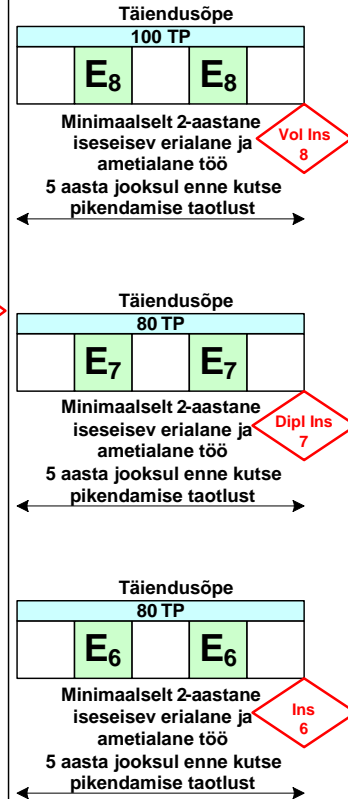 Täiendusõpe
100 TP
E8 E8
Minimaalselt 2-aastane
iseseisev erialane ja
ametialane töö
Vol Ins
8
5 aasta jooksul enne kutse
pikendamise taotlust
Täiendusõpe
80 TP
E7 E7
Minimaalselt 2-aastane
iseseisev erialane ja
ametialane töö
Dipl Ins
7
5 aasta jooksul enne kutse
pikendamise taotlust
Täiendusõpe
80 TP
E6 E6
Minimaalselt 2-aastane
iseseisev erialane ja
ametialane töö
Ins
6
5 aasta jooksul enne kutse
pikendamise taotlust